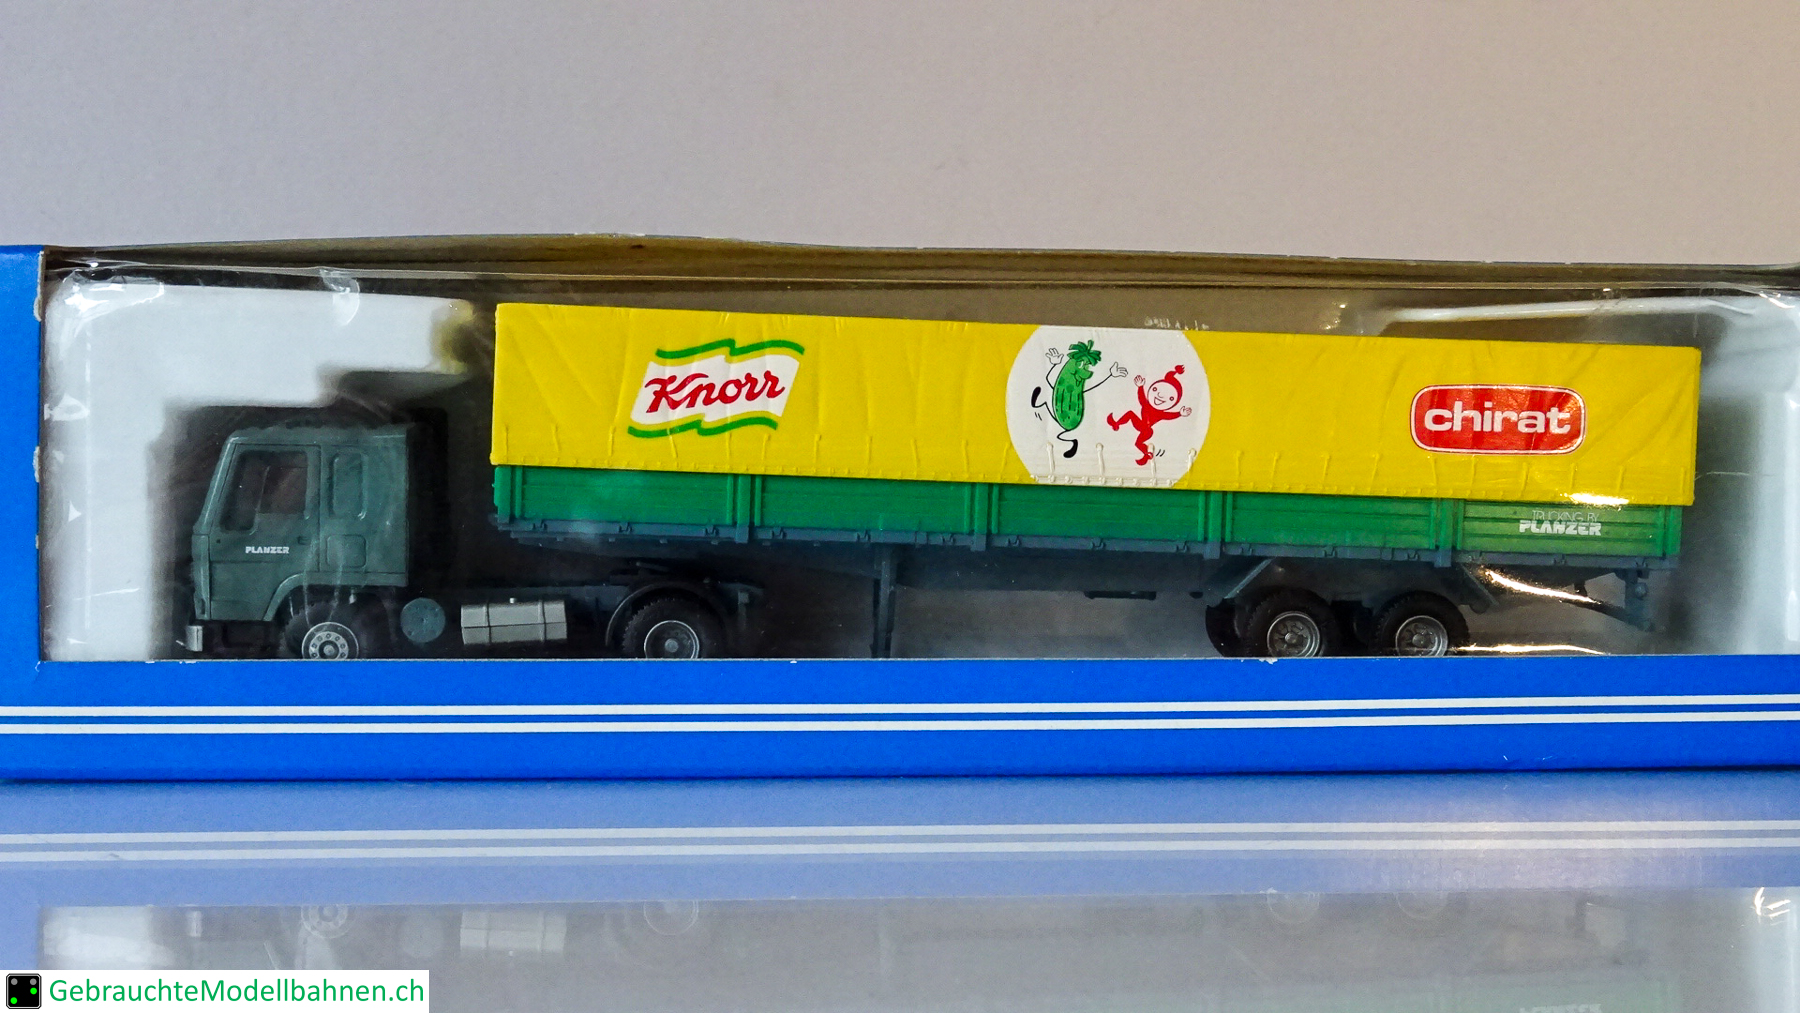 Knorr
chirat
TRUCKING BY
PLANZER
PLANZER
GebrauchteModellbahnen.ch